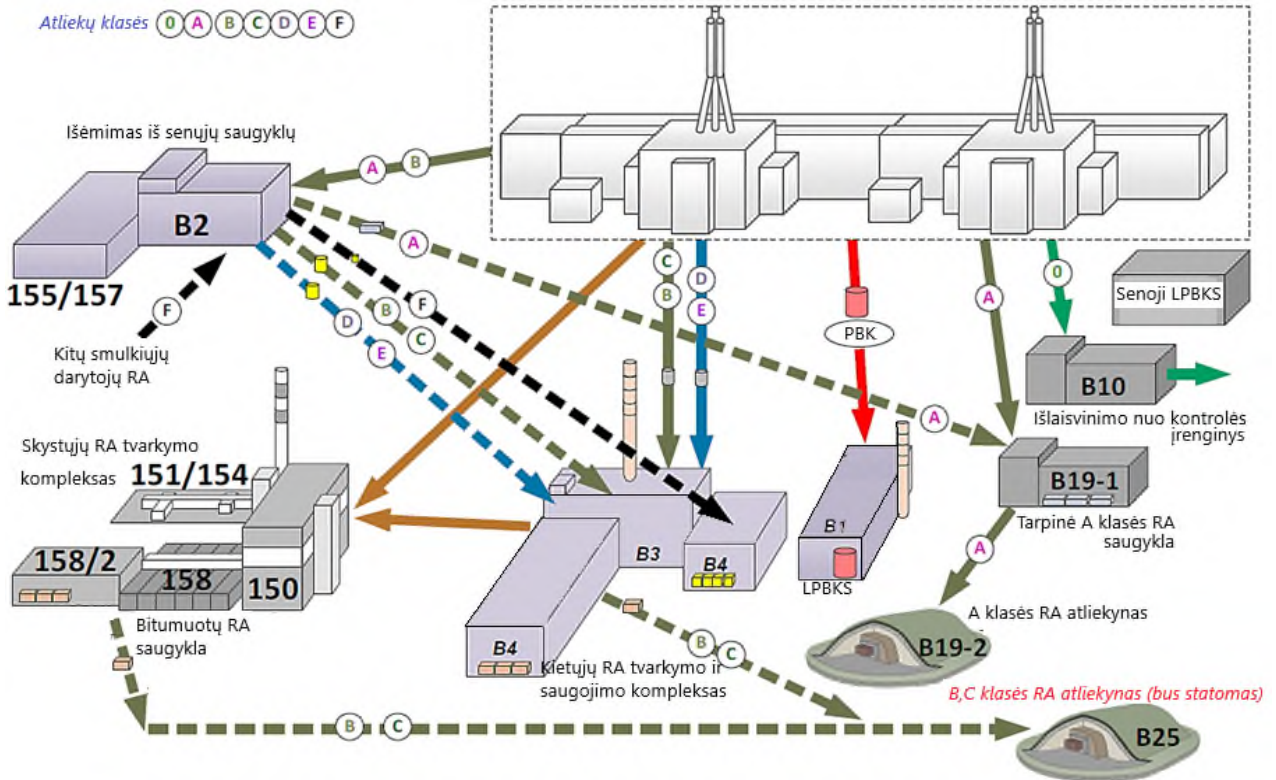 Atliekų klasės 0 A B C D E F
Išėmimas iš senųjų saugyklų
B2
155/157
F
Kitų smulkiųjų
darytojų RA
A B
A
F
B
C
D
E
C
B
D
E
PBK
A
0
A
Senoji LPBKS
B10
Išlaisvinimo nuo kontrolės
įrenginys
B19-1
Tarpinė A klasės RA
saugykla
A
A klasės RA atliekynas
B19-2
Skystųjų RA tvarkymo
kompleksas
151/154
158/2
158
150
Bitumuotų RA
saugykla
B3
B4
B4
B1
LPBKS
Kietųjų RA tvarkymo ir
saugojimo kompleksas
B
C
B,C klasės RA atliekynas (bus statomas)
B C
B25